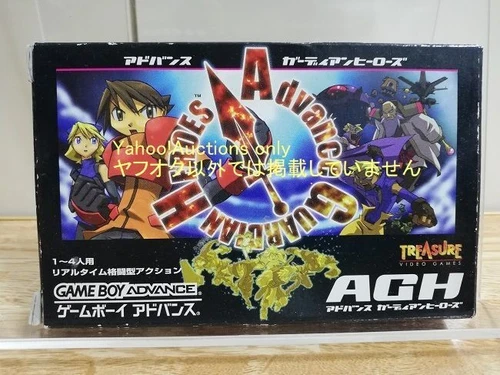 アドバンス ガーディアンヒーローズ
Advance
GUARDIAN
HEROES
TM
Yahoo!Auctions only
ヤフオク以外では掲載していません
TREASURE
VIDEO GAMES
1〜4人用
リアルタイム格闘型アクション
GAME BOY ADVANCE
ゲームボーイ アドバンス®
AGH
アドバンス ガーディアンヒーローズ